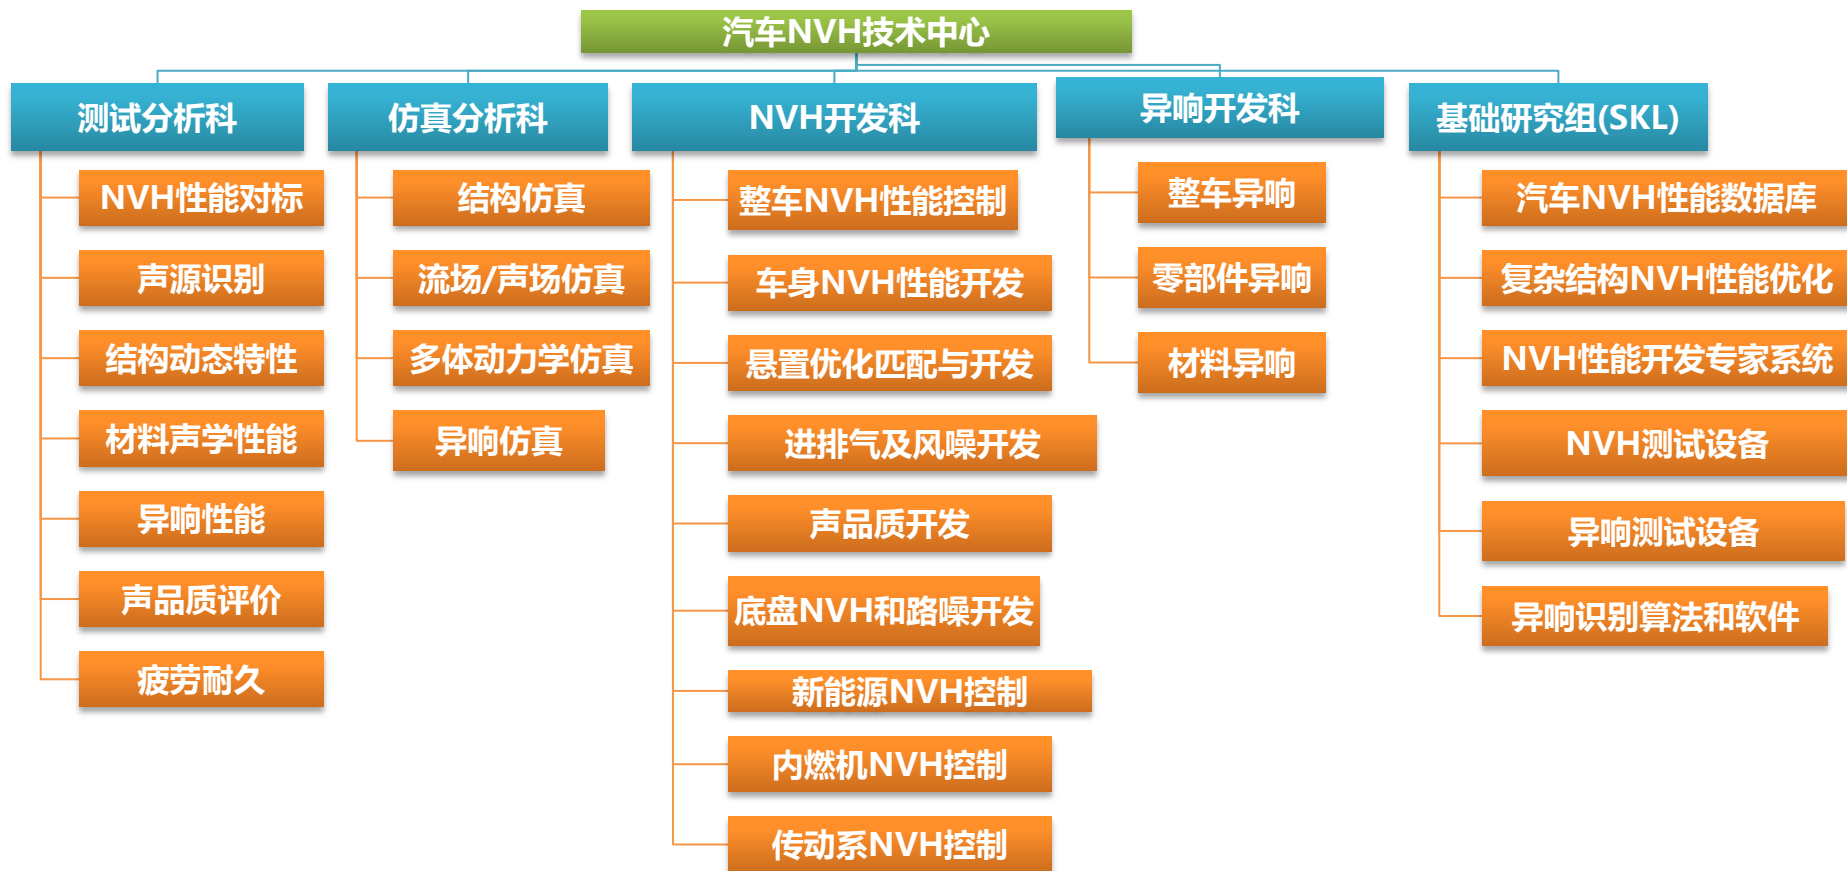 汽车NVH技术中心
测试分析科
NVH性能对标
声源识别
结构动态特性
材料声学性能
异响性能
声品质评价
疲劳耐久
仿真分析科
结构仿真
流场/声场仿真
多体动力学仿真
异响仿真
NVH开发科
整车NVH性能控制
车身NVH性能开发
悬置优化匹配与开发
进排气及风噪开发
声品质开发
底盘NVH和路噪开发
新能源NVH控制
内燃机NVH控制
传动系NVH控制
异响开发科
整车异响
零部件异响
材料异响
基础研究组(SKL)
汽车NVH性能数据库
复杂结构NVH性能优化
NVH性能开发专家系统
NVH测试设备
异响测试设备
异响识别算法和软件